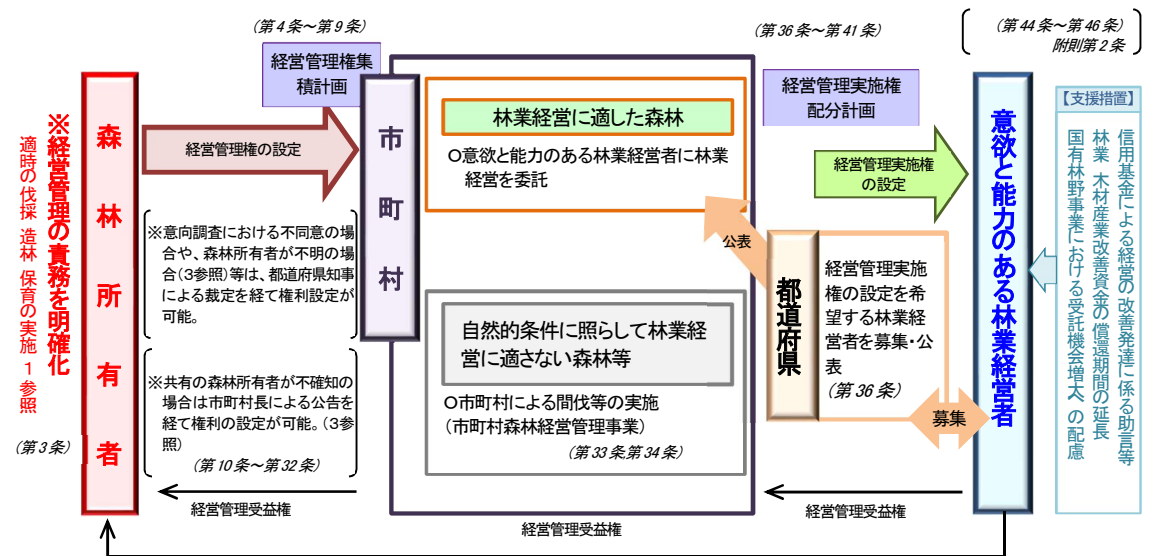 (第4条～第9条)
(第36条～第41条)
(第44条～第46条)
附則第2条
経営管理権集
積計画
経営管理実施権
配分計画
【支援措置】
信用基金による経営の改善発達に係る助言等
林業 木材産業改善資金の償還期間の延長
国有林野事業における受託機会増大への配慮
※経営管理の責務を明確化
適時の伐採 造林 保育の実施 1参照
(第3条)
森林所有者
経営管理権の設定
※意向調査における不同意の場
合や、森林所有者が不明の場
合(3参照)等は、都道府県知事
による裁定を経て権利設定が
可能。
※共有の森林所有者が不確知の
場合は市町村長による公告を
経て権利の設定が可能。(3参
照)
(第10条～第32条)
経営管理受益権
市町村
林業経営に適した森林
○意欲と能力のある林業経営者に林業
経営を委託
自然的条件に照らして林業経
営に適さない森林等
○市町村による間伐等の実施
(市町村森林経営管理事業)
(第33条第34条)
経営管理受益権
公表
都道府県
経営管理実施
権の設定を希
望する林業経
営者を募集・公
表
(第36条)
募集
経営管理実施権
の設定
経営管理受益権
意欲と能力のある林業経営者